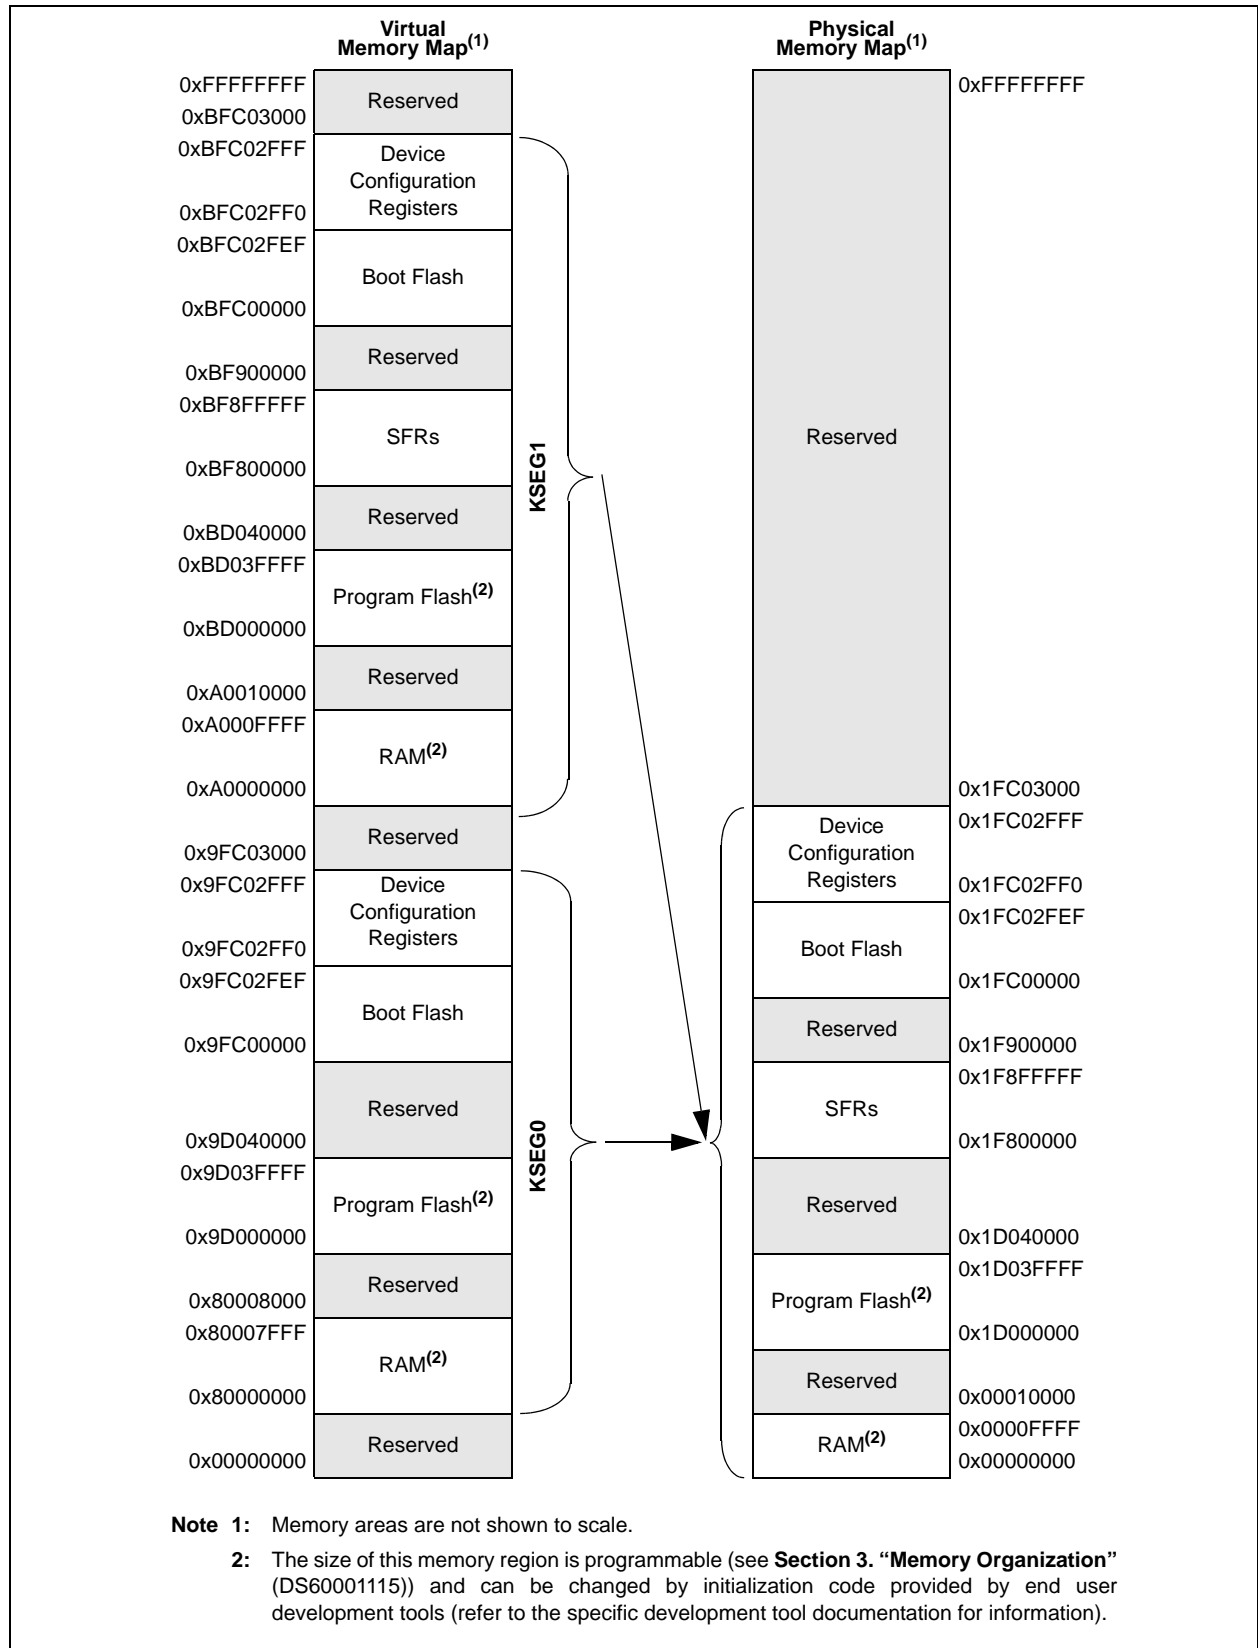 Virtual
Memory Map(1)
0xFFFFFFFF
Reserved
0xBFC03000
0xBFC02FFF
Device
Configuration
Registers
0xBFC02FF0
0xBFC02FEF
Boot Flash
0xBFC00000
Reserved
0xBF900000
0xBF8FFFFF
SFRs
0xBF800000
Reserved
0xBD040000
0xBD03FFFF
Program Flash(2)
0xBD000000
Reserved
0xA0010000
0xA000FFFF
RAM(2)
0xA0000000
Reserved
0x9FC03000
0x9FC02FFF
Device
Configuration
Registers
0x9FC02FF0
0x9FC02FEF
Boot Flash
0x9FC00000
Reserved
0x9D040000
0x9D03FFFF
Program Flash(2)
0x9D000000
Reserved
0x80008000
0x80007FFF
RAM(2)
0x80000000
Reserved
0x00000000
KSEG1
KSEG0
Physical
Memory Map(1)
0xFFFFFFFF
Reserved
0x1FC03000
0x1FC02FFF
Device
Configuration
Registers
0x1FC02FF0
0x1FC02FEF
Boot Flash
0x1FC00000
Reserved
0x1F900000
0x1F8FFFFF
SFRs
0x1F800000
Reserved
0x1D040000
0x1D03FFFF
Program Flash(2)
0x1D000000
Reserved
0x00010000
0x0000FFFF
RAM(2)
0x00000000
Note 1: Memory areas are not shown to scale.
2: The size of this memory region is programmable (see Section 3. “Memory Organization”
(DS60001115)) and can be changed by initialization code provided by end user
development tools (refer to the specific development tool documentation for information).